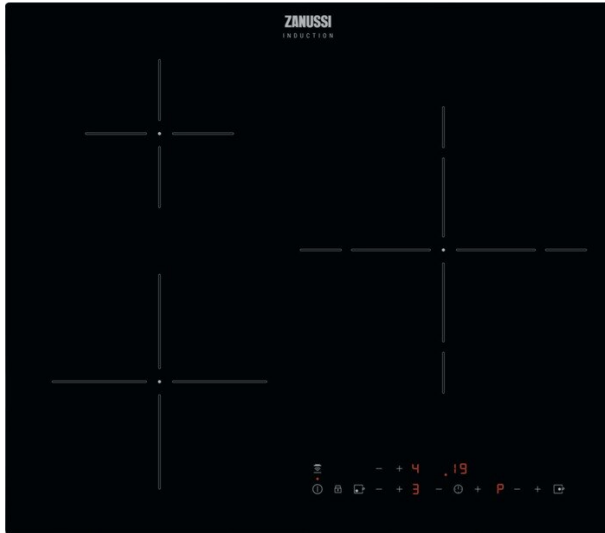 ZANUSSI
INDUCTION
- + 4 .19
- + 3 - + P - +